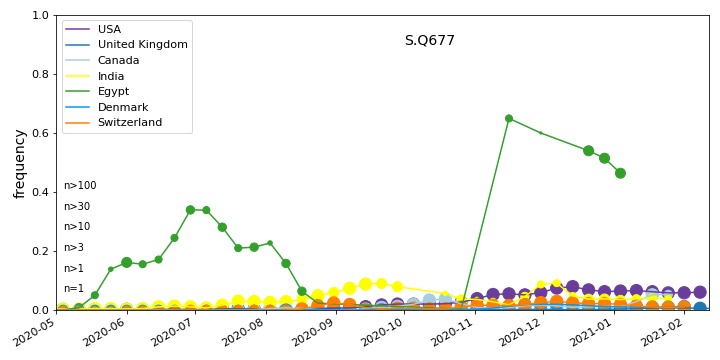 S.Q677
USA
United Kingdom
Canada
India
Egypt
Denmark
Switzerland
n>100
n>30
n>10
n>3
n>1
n=1
frequency
1.0
0.8
0.6
0.4
0.2
0.0
2020-05
2020-06
2020-07
2020-08
2020-09
2020-10
2020-11
2020-12
2021-01
2021-02